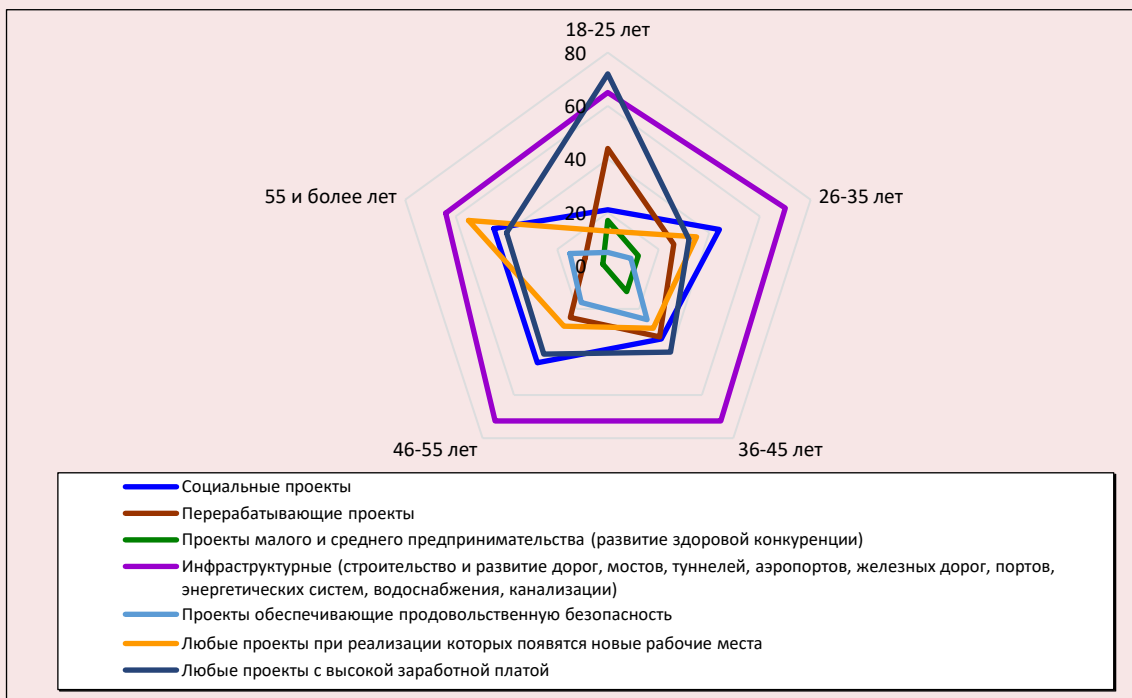 18-25 лет
80
60
40
20
0
55 и более лет
26-35 лет
46-55 лет
36-45 лет
Социальные проекты
Перерабатывающие проекты
Проекты малого и среднего предпринимательства (развитие здоровой конкуренции)
Инфраструктурные (строительство и развитие дорог, мостов, туннелей, аэропортов, железных дорог, портов,
энергетических систем, водоснабжения, канализации)
Проекты обеспечивающие продовольственную безопасность
Любые проекты при реализации которых появятся новые рабочие места
Любые проекты с высокой заработной платой